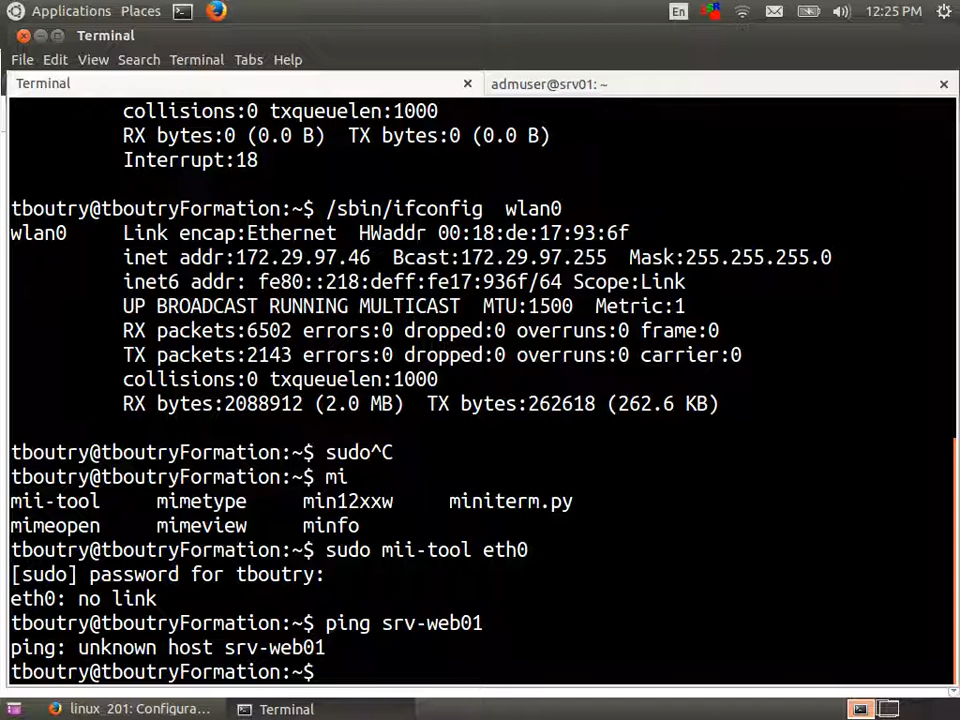 Applications Places En 12:25 PM
Terminal
File Edit View Search Terminal Tabs Help
Terminal × admuser@srv01: ~ ×
collisions:0 txqueuelen:1000
RX bytes:0 (0.0 B)  TX bytes:0 (0.0 B)
Interrupt:18
tboutry@tboutryFormation:~$ /sbin/ifconfig  wlan0
wlan0     Link encap:Ethernet  HWaddr 00:18:de:17:93:6f
inet addr:172.29.97.46  Bcast:172.29.97.255  Mask:255.255.255.0
inet6 addr: fe80::218:deff:fe17:936f/64 Scope:Link
UP BROADCAST RUNNING MULTICAST  MTU:1500  Metric:1
RX packets:6502 errors:0 dropped:0 overruns:0 frame:0
TX packets:2143 errors:0 dropped:0 overruns:0 carrier:0
collisions:0 txqueuelen:1000
RX bytes:2088912 (2.0 MB)  TX bytes:262618 (262.6 KB)
tboutry@tboutryFormation:~$ sudo^C
tboutry@tboutryFormation:~$ mi
mii-tool     mimetype     min12xxw     miniterm.py
mimeopen     mimeview     minfo
tboutry@tboutryFormation:~$ sudo mii-tool eth0
[sudo] password for tboutry:
eth0: no link
tboutry@tboutryFormation:~$ ping srv-web01
ping: unknown host srv-web01
tboutry@tboutryFormation:~$
linux_201: Configura... Terminal